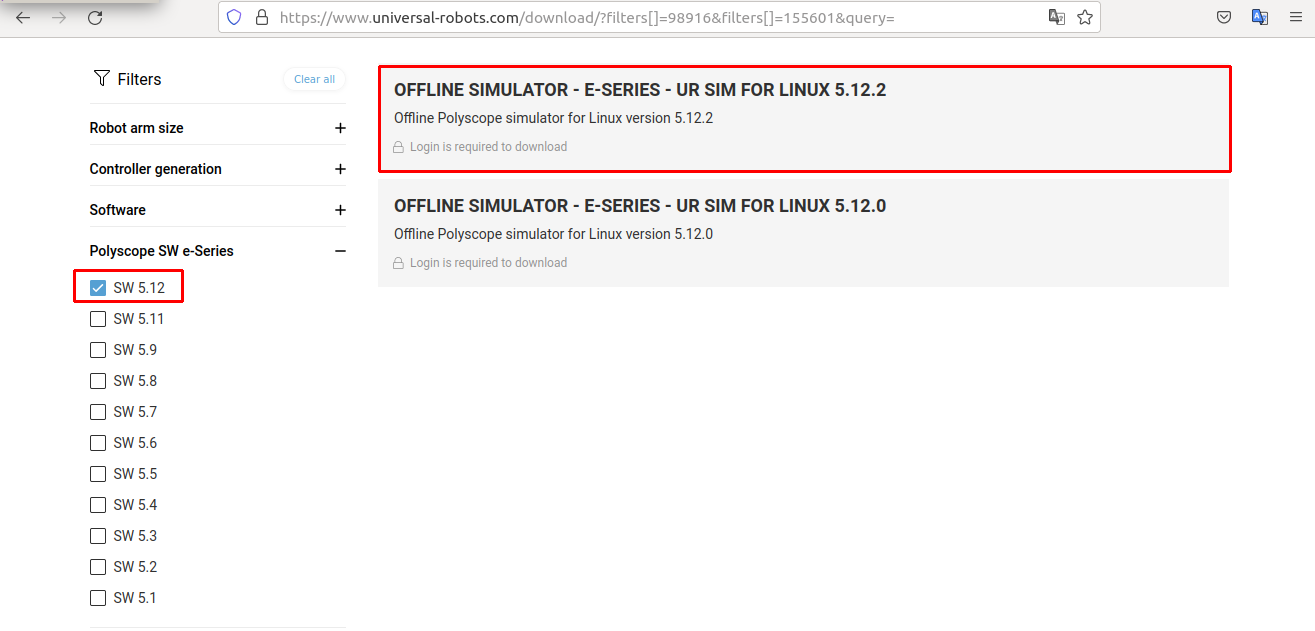 https://www.universal-robots.com/download/?filters[]=98916&filters[]=155601&query=
Filters
Clear all
Robot arm size
Controller generation
Software
Polyscope SW e-Series
SW 5.12
SW 5.11
SW 5.9
SW 5.8
SW 5.7
SW 5.6
SW 5.5
SW 5.4
SW 5.3
SW 5.2
SW 5.1
OFFLINE SIMULATOR - E-SERIES - UR SIM FOR LINUX 5.12.2
Offline Polyscope simulator for Linux version 5.12.2
Login is required to download
OFFLINE SIMULATOR - E-SERIES - UR SIM FOR LINUX 5.12.0
Offline Polyscope simulator for Linux version 5.12.0
Login is required to download